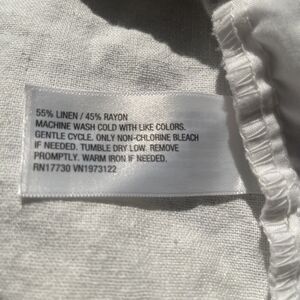 55% LINEN / 45% RAYON
MACHINE WASH COLD WITH LIKE COLORS.
GENTLE CYCLE. ONLY NON-CHLORINE BLEACH
IF NEEDED. TUMBLE DRY LOW. REMOVE
PROMPTLY. WARM IRON IF NEEDED.
RN17730 VN1973122